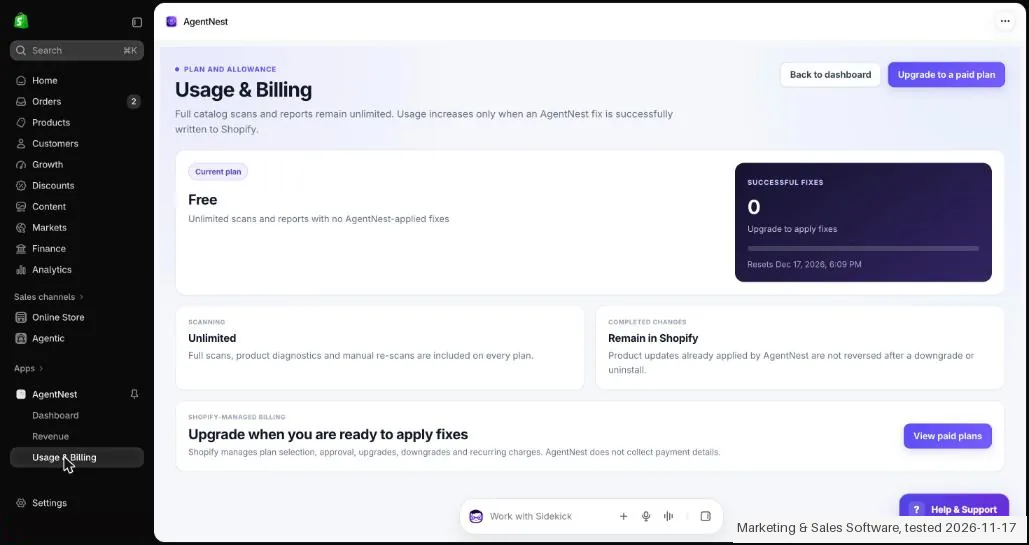 Search
⌘K
Home
Orders
2
Products
Customers
Growth
Discounts
Content
Markets
Finance
Analytics
Sales channels
Online Store
Agentic
Apps
AgentNest
Dashboard
Revenue
Usage & Billing
Settings
AgentNest
PLAN AND ALLOWANCE
Usage & Billing
Full catalog scans and reports remain unlimited. Usage increases only when an AgentNest fix is successfully
written to Shopify.
Back to dashboard
Upgrade to a paid plan
Current plan
Free
Unlimited scans and reports with no AgentNest-applied fixes
SUCCESSFUL FIXES
0
Upgrade to apply fixes
Resets Dec 17, 2026, 6:09 PM
SCANNING
Unlimited
Full scans, product diagnostics and manual re-scans are included on every plan.
COMPLETED CHANGES
Remain in Shopify
Product updates already applied by AgentNest are not reversed after a downgrade or
uninstall.
SHOPIFY-MANAGED BILLING
Upgrade when you are ready to apply fixes
Shopify manages plan selection, approval, upgrades, downgrades and recurring charges. AgentNest does not collect payment details.
View paid plans
Work with Sidekick
? Help & Support
Marketing & Sales Software, tested 2026-11-17